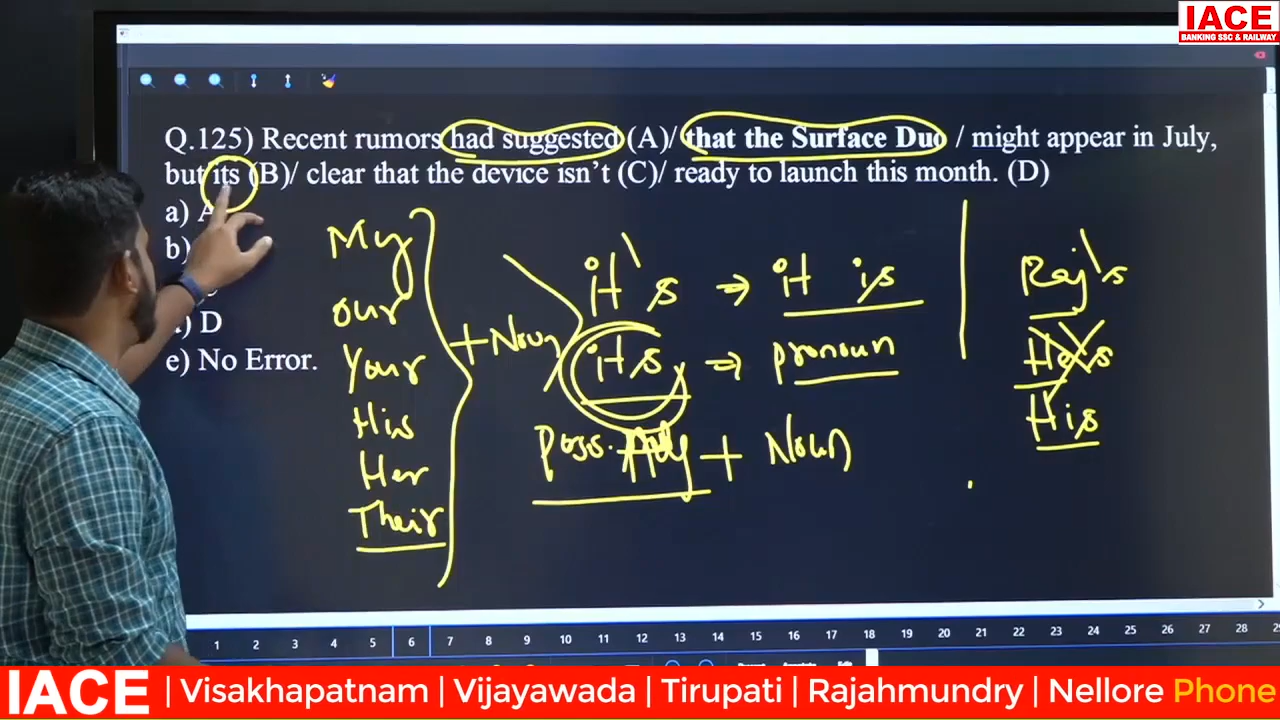 IACE
BANKING SSC & RAILWAY
Q.125) Recent rumors had suggested (A)/ that the Surface Duo / might appear in July,
but its (B)/ clear that the device isn't (C)/ ready to launch this month. (D)
a) A
b)
D
e) No Error.
My
our
Your
His
Her
Their
+ Noun
it's → it is
its → pronoun
poss. Adj + Noun
Raj's
He's
His
1 2 3 4 5 6 7 8 9 10 11 12 13 14 15 16 17 18 19 20 21 22 23 24 25 26 27 28
IACE | Visakhapatnam | Vijayawada | Tirupati | Rajahmundry | Nellore Phone